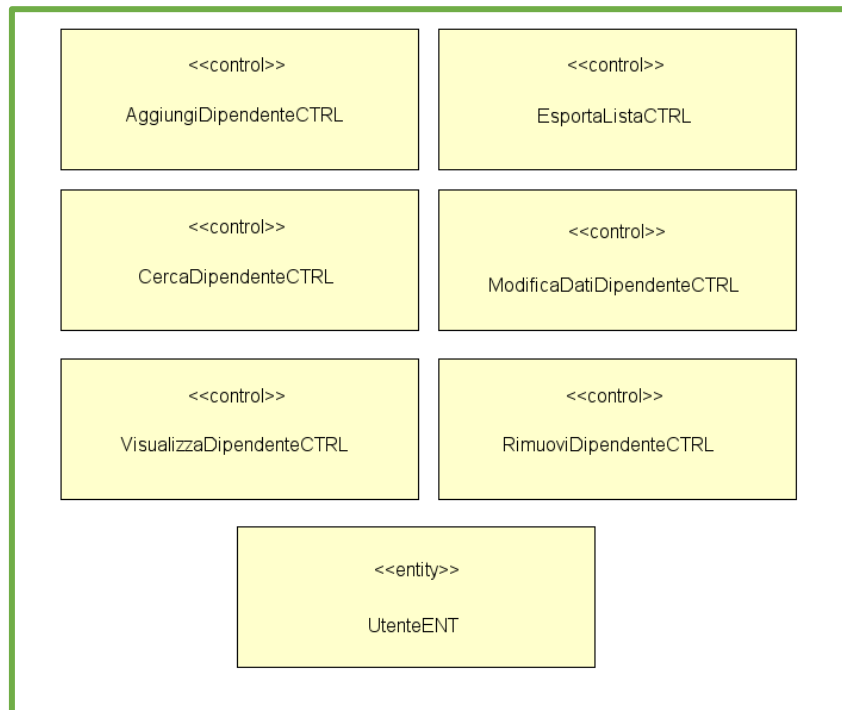 <<control>>
AggiungiDipendenteCTRL
<<control>>
EsportaListaCTRL
<<control>>
CercaDipendenteCTRL
<<control>>
ModificaDatiDipendenteCTRL
<<control>>
VisualizzaDipendenteCTRL
<<control>>
RimuoviDipendenteCTRL
<<entity>>
UtenteENT